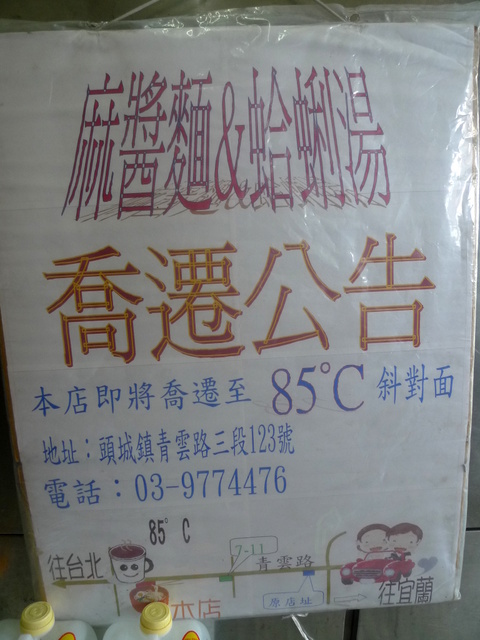 麻醬麵&蛤蜊湯
喬遷公告
本店即將喬遷至 85°C 斜對面
地址：頭城鎮青雲路三段123號
電話：03-9774476
85°C
7-11
青雲路
往台北
本店
原店址
往宜蘭